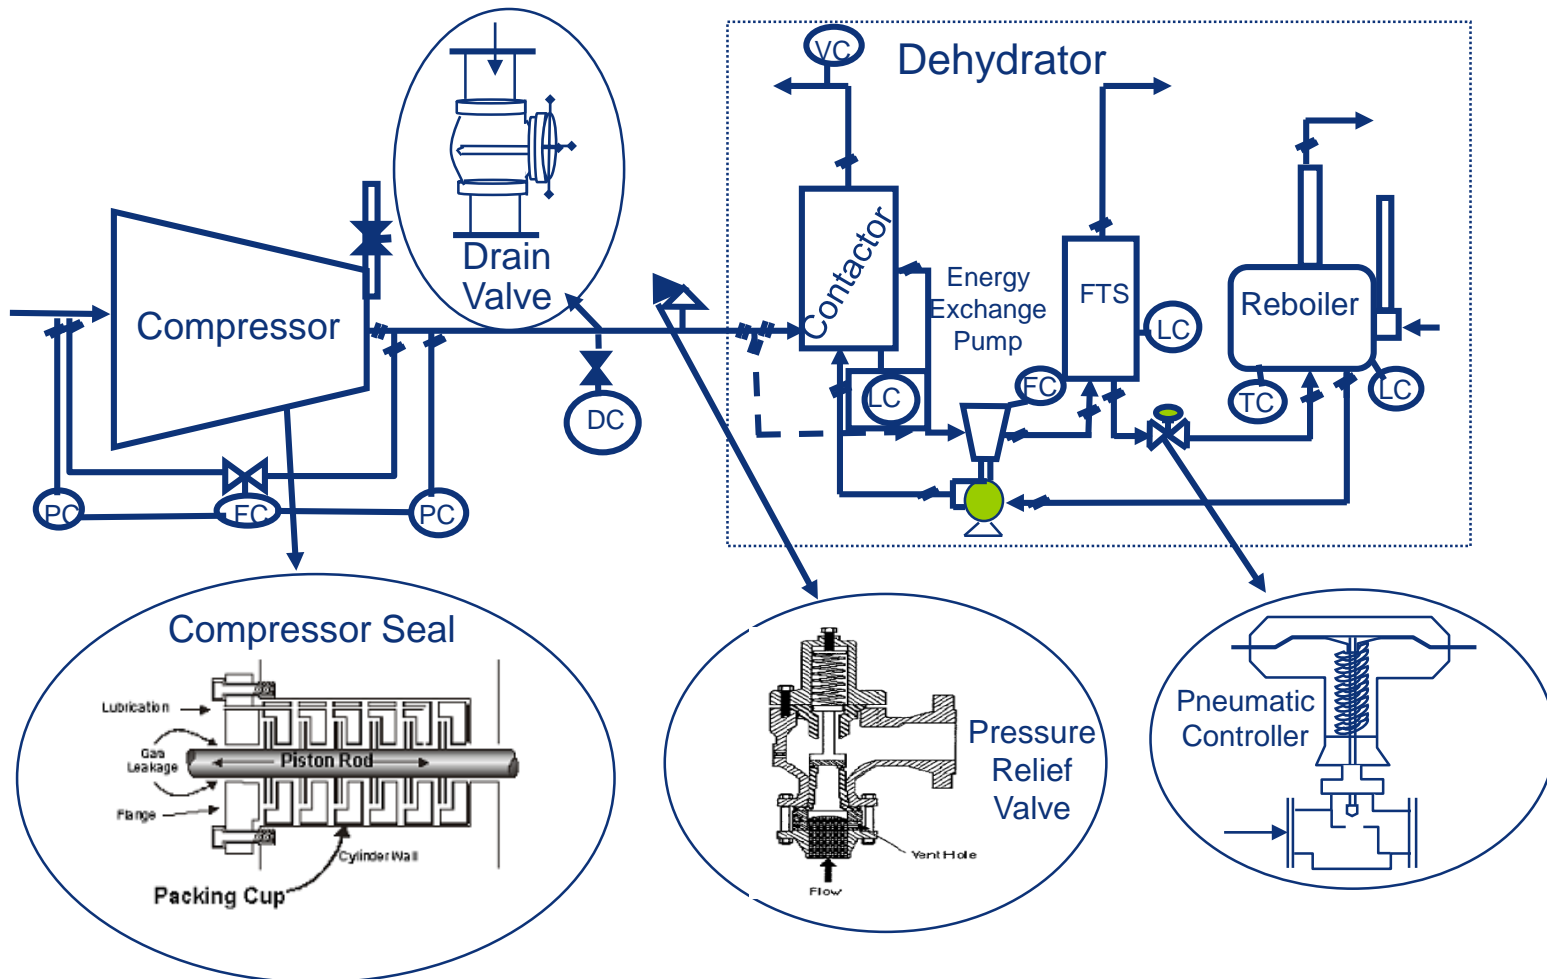 VC
Dehydrator
Drain
Valve
Compressor
Contactor
Energy
Exchange
Pump
FTS
LC
Reboiler
LC
FC
TC
LC
DC
PC
FC
PC
Compressor Seal
Lubrication
Gas
Leakage
Piston Rod
Flange
Cylinder Wall
Packing Cup
Pressure
Relief
Valve
Vent Hole
Flow
Pneumatic
Controller